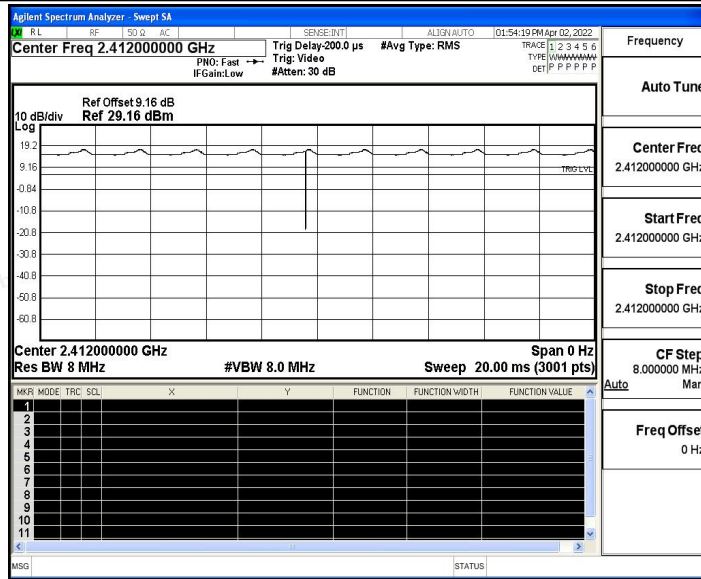 Agilent Spectrum Analyzer - Swept SA
RL RF 50 Ω AC SENSE:INT ALIGN AUTO 01:54:19 PM Apr 02, 2022
Center Freq 2.412000000 GHz Trig Delay-200.0 µs #Avg Type: RMS TRACE 1 2 3 4 5 6
PNO: Fast Trig: Video TYPE
IFGain:Low #Atten: 30 dB DET P P P P P P
Ref Offset 9.16 dB
10 dB/div Ref 29.16 dBm
Log
19.2
9.16
TRIG LVL
-0.84
-10.8
-20.8
-30.8
-40.8
-50.8
-60.8
Center 2.412000000 GHz Span 0 Hz
Res BW 8 MHz #VBW 8.0 MHz Sweep 20.00 ms (3001 pts)
MKR MODE TRC SCL X Y FUNCTION FUNCTION WIDTH FUNCTION VALUE
1
2
3
4
5
6
7
8
9
10
11
MSG STATUS
Frequency
Auto Tune
Center Freq
2.412000000 GHz
Start Freq
2.412000000 GHz
Stop Freq
2.412000000 GHz
CF Step
8.000000 MHz
Auto Man
Freq Offset
0 Hz